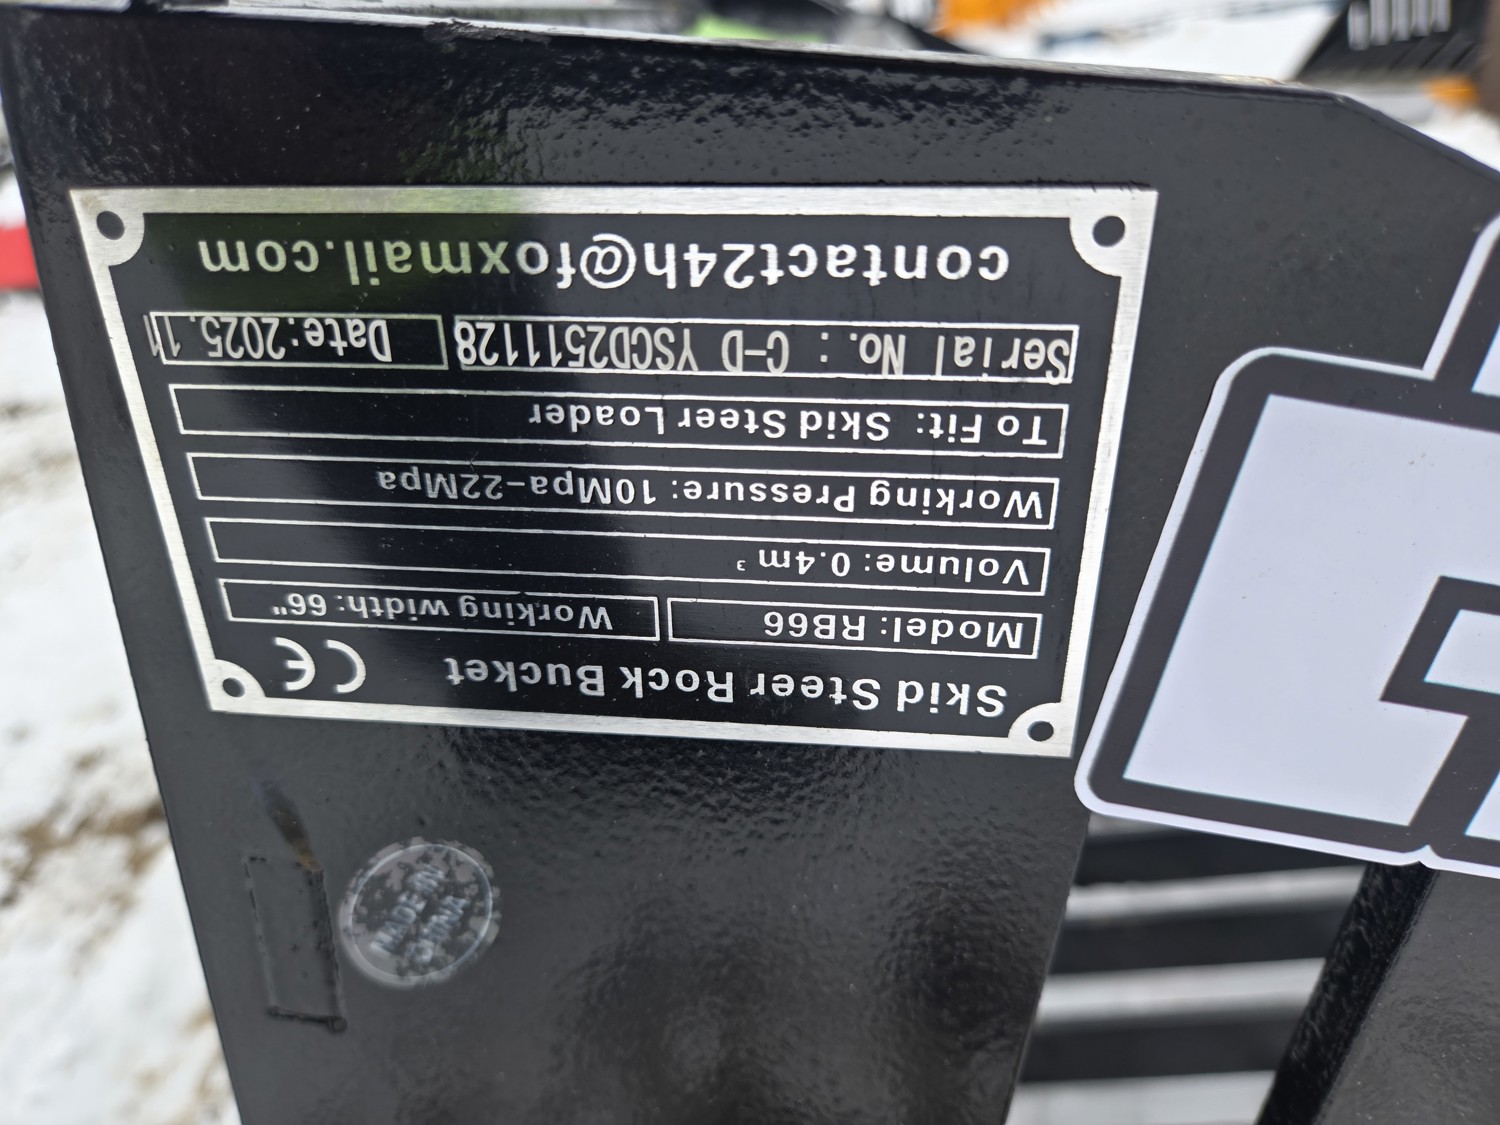 Skid Steer Rock Bucket CE
Model: RB66 Working width: 66"
Volume: 0.4m³
Working Pressure: 10Mpa-22Mpa
To Fit: Skid Steer Loader
Serial No.: C-D YSCD2511128 Date:2025.11
contact24h@foxmail.com
MADE IN
CHINA